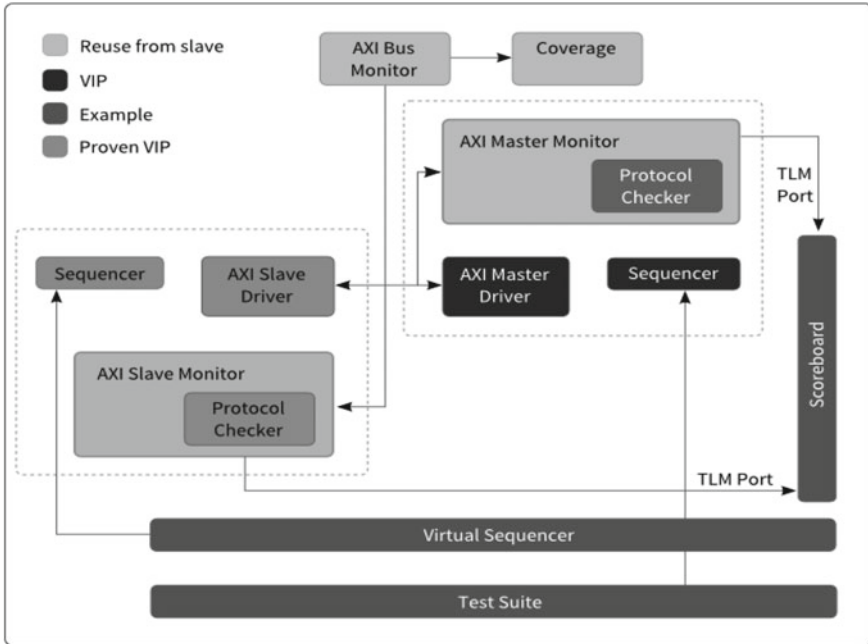 Reuse from slave
VIP
Example
Proven VIP
AXI Bus
Monitor
Coverage
AXI Master Monitor
Protocol
Checker
TLM
Port
Sequencer
AXI Slave
Driver
AXI Master
Driver
Sequencer
Scoreboard
AXI Slave Monitor
Protocol
Checker
TLM Port
Virtual Sequencer
Test Suite